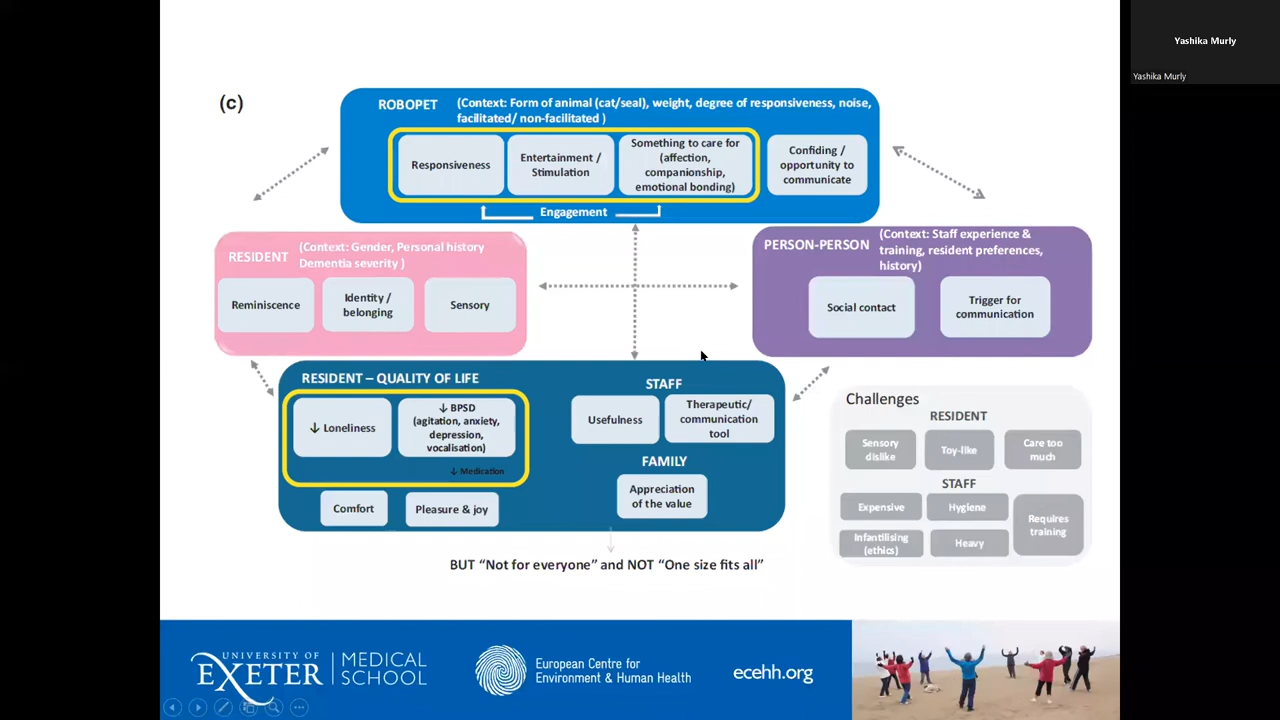 Yashika Murly
Yashika Murly
(c)
ROBOPET
(Context: Form of animal (cat/seal), weight, degree of responsiveness, noise,
facilitated/ non-facilitated )
Responsiveness
Entertainment /
Stimulation
Something to care for
(affection,
companionship,
emotional bonding)
Confiding /
opportunity to
communicate
Engagement
RESIDENT
(Context: Gender, Personal history
Dementia severity )
Reminiscence
Identity /
belonging
Sensory
PERSON-PERSON
(Context: Staff experience &
training, resident preferences,
history)
Social contact
Trigger for
communication
RESIDENT – QUALITY OF LIFE
↓ Loneliness
↓ BPSD
(agitation, anxiety,
depression,
vocalisation)
↓ Medication
Comfort
Pleasure & joy
STAFF
Usefulness
Therapeutic/
communication
tool
FAMILY
Appreciation
of the value
Challenges
RESIDENT
Sensory
dislike
Toy-like
Care too
much
STAFF
Expensive
Hygiene
Requires
training
Infantilising
(ethics)
Heavy
BUT “Not for everyone” and NOT “One size fits all”
UNIVERSITY OF
EXETER
MEDICAL
SCHOOL
European Centre for
Environment & Human Health
ecehh.org